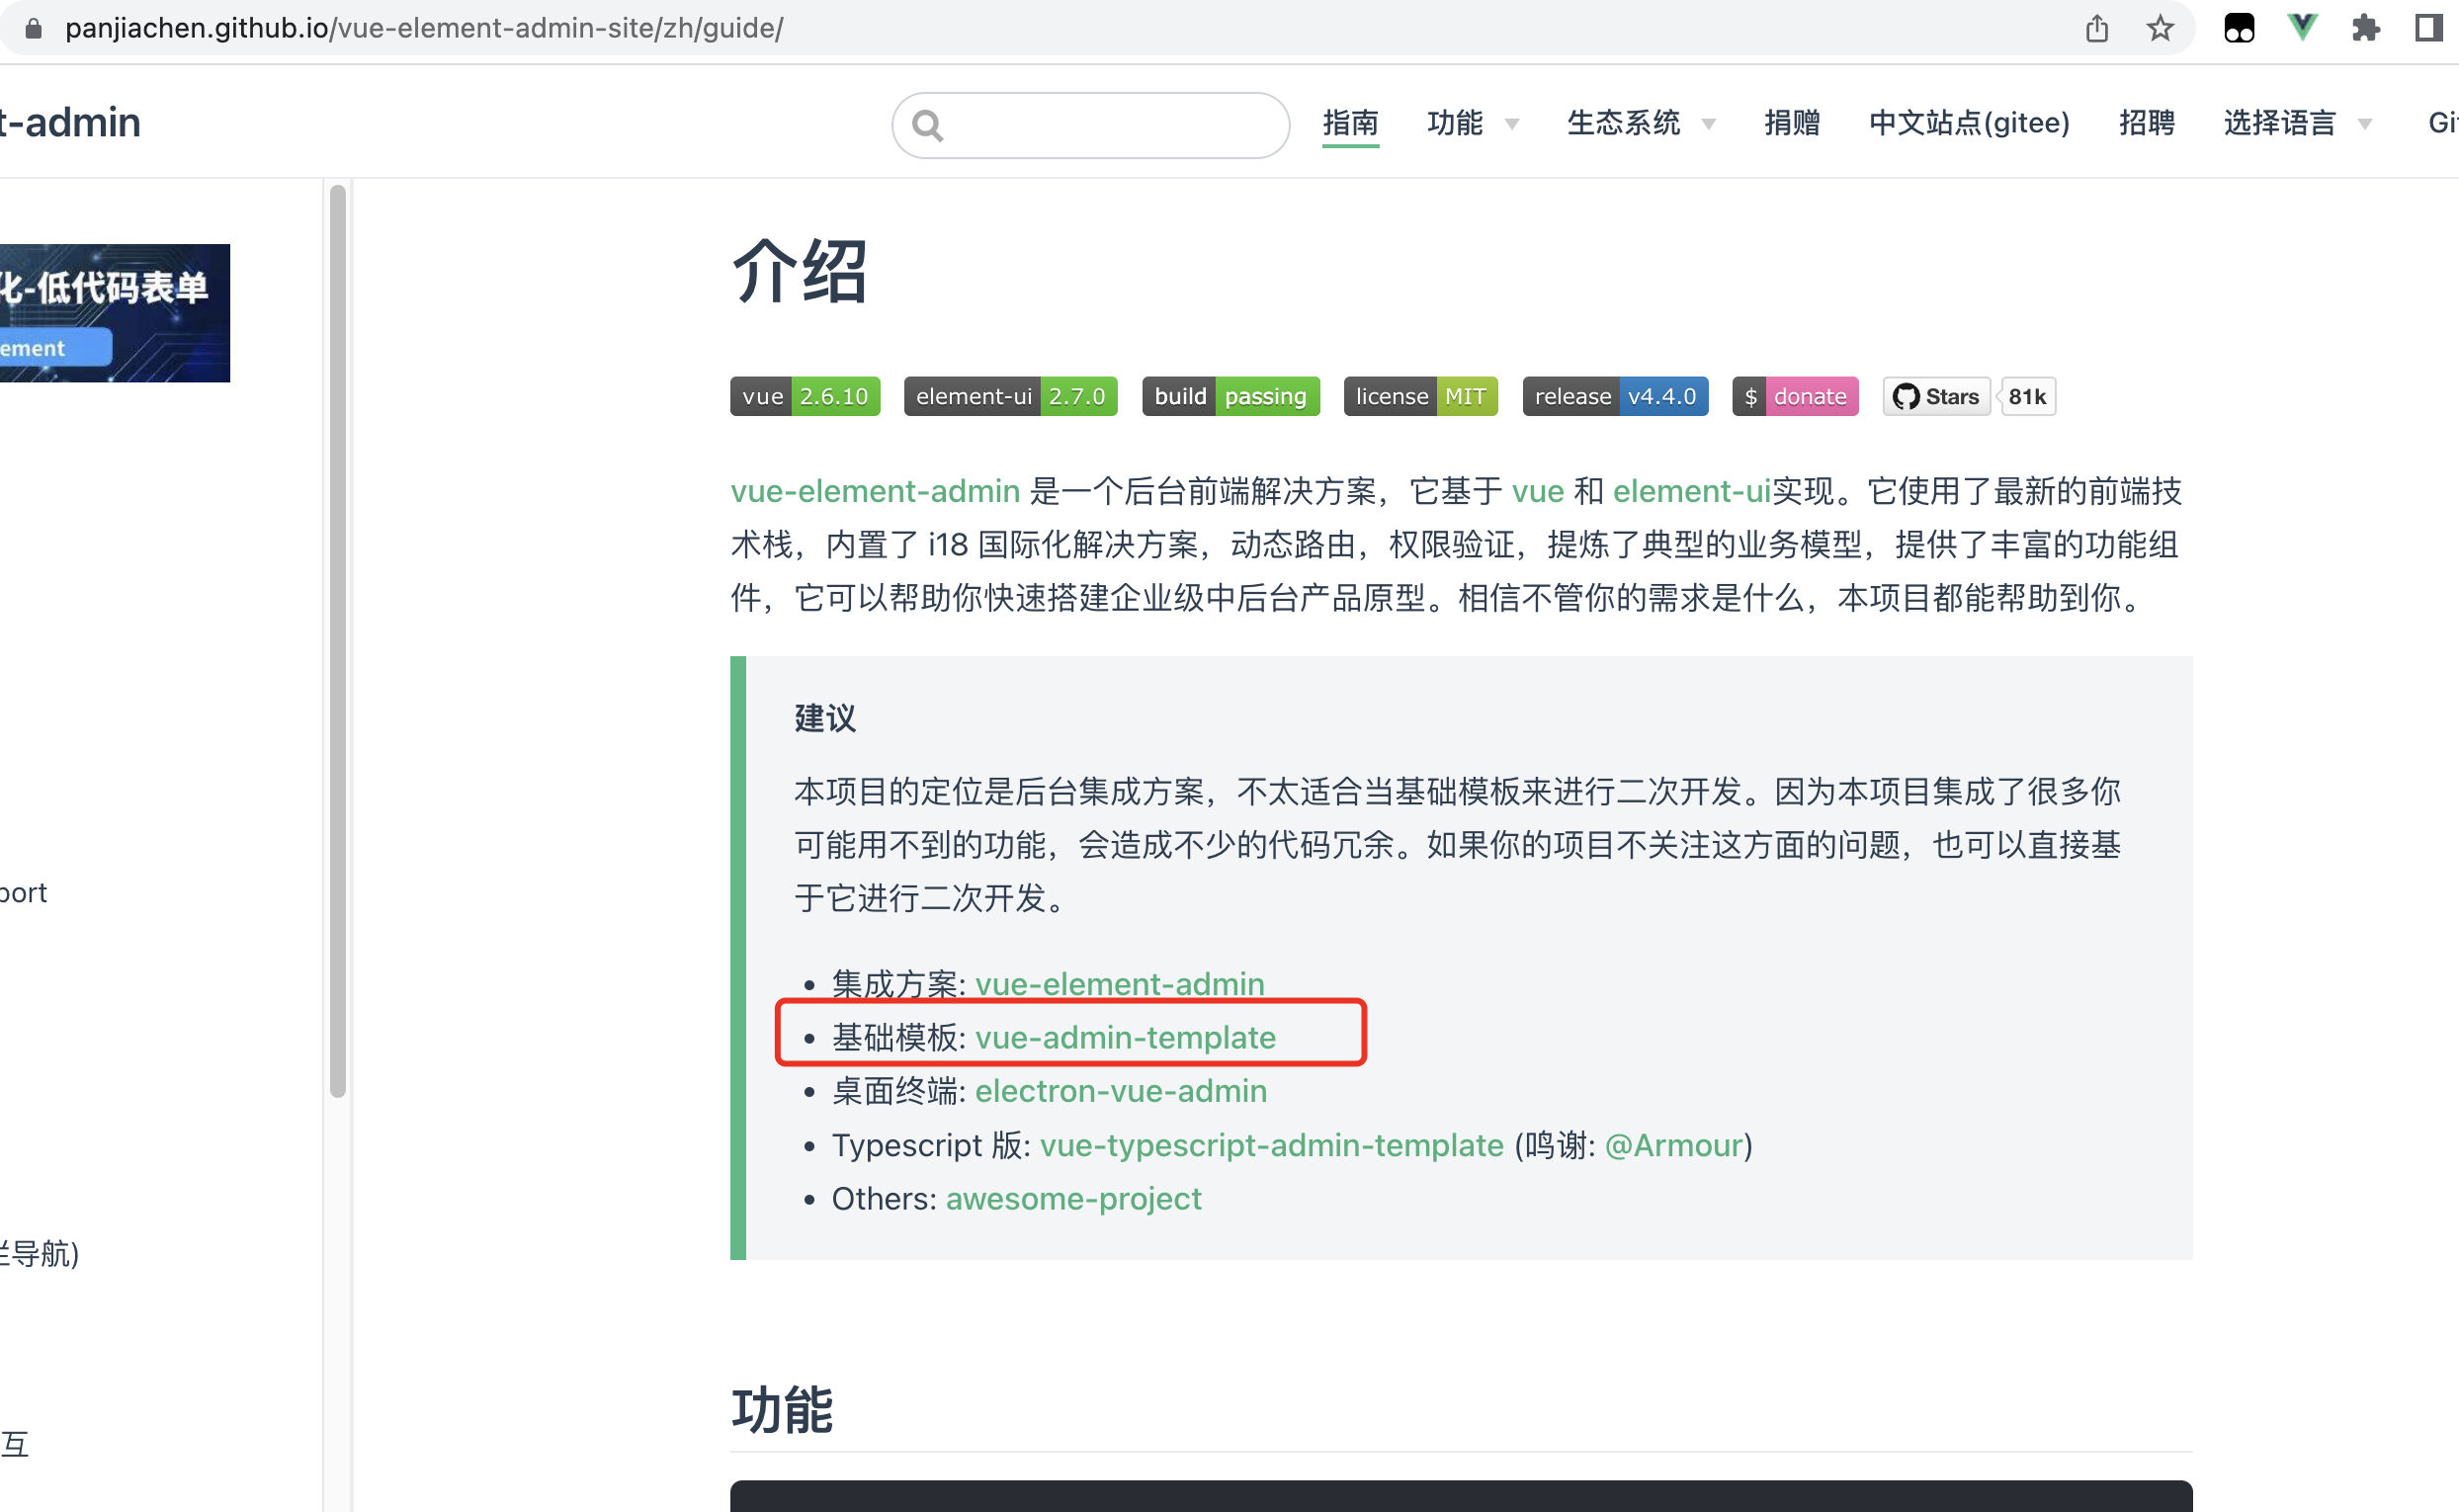 panjiachen.github.io/vue-element-admin-site/zh/guide/
t-admin
指南 功能 生态系统 捐赠 中文站点(gitee) 招聘 选择语言 Git
化-低代码表单
ement
port
栏导航)
互
介绍
vue 2.6.10 element-ui 2.7.0 build passing license MIT release v4.4.0 $ donate Stars 81k
vue-element-admin 是一个后台前端解决方案，它基于 vue 和 element-ui实现。它使用了最新的前端技
术栈，内置了 i18 国际化解决方案，动态路由，权限验证，提炼了典型的业务模型，提供了丰富的功能组
件，它可以帮助你快速搭建企业级中后台产品原型。相信不管你的需求是什么，本项目都能帮助到你。
建议
本项目的定位是后台集成方案，不太适合当基础模板来进行二次开发。因为本项目集成了很多你
可能用不到的功能，会造成不少的代码冗余。如果你的项目不关注这方面的问题，也可以直接基
于它进行二次开发。
• 集成方案: vue-element-admin
• 基础模板: vue-admin-template
• 桌面终端: electron-vue-admin
• Typescript 版: vue-typescript-admin-template (鸣谢: @Armour)
• Others: awesome-project
功能